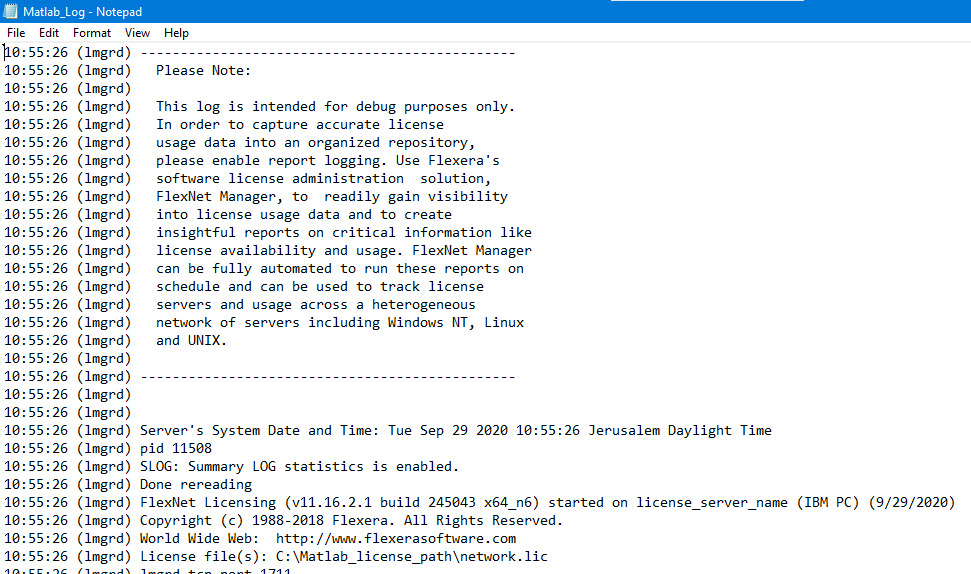 Matlab_Log - Notepad
File Edit Format View Help
10:55:26 (lmgrd) -----------------------------------------------
10:55:26 (lmgrd)   Please Note:
10:55:26 (lmgrd)
10:55:26 (lmgrd)   This log is intended for debug purposes only.
10:55:26 (lmgrd)   In order to capture accurate license
10:55:26 (lmgrd)   usage data into an organized repository,
10:55:26 (lmgrd)   please enable report logging. Use Flexera's
10:55:26 (lmgrd)   software license administration  solution,
10:55:26 (lmgrd)   FlexNet Manager, to  readily gain visibility
10:55:26 (lmgrd)   into license usage data and to create
10:55:26 (lmgrd)   insightful reports on critical information like
10:55:26 (lmgrd)   license availability and usage. FlexNet Manager
10:55:26 (lmgrd)   can be fully automated to run these reports on
10:55:26 (lmgrd)   schedule and can be used to track license
10:55:26 (lmgrd)   servers and usage across a heterogeneous
10:55:26 (lmgrd)   network of servers including Windows NT, Linux
10:55:26 (lmgrd)   and UNIX.
10:55:26 (lmgrd)
10:55:26 (lmgrd) -----------------------------------------------
10:55:26 (lmgrd)
10:55:26 (lmgrd)
10:55:26 (lmgrd) Server's System Date and Time: Tue Sep 29 2020 10:55:26 Jerusalem Daylight Time
10:55:26 (lmgrd) pid 11508
10:55:26 (lmgrd) SLOG: Summary LOG statistics is enabled.
10:55:26 (lmgrd) Done rereading
10:55:26 (lmgrd) FlexNet Licensing (v11.16.2.1 build 245043 x64_n6) started on license_server_name (IBM PC) (9/29/2020)
10:55:26 (lmgrd) Copyright (c) 1988-2018 Flexera. All Rights Reserved.
10:55:26 (lmgrd) World Wide Web:  http://www.flexerasoftware.com
10:55:26 (lmgrd) License file(s): C:\Matlab_license_path\network.lic
10:55:26 (lmgrd) lmgrd tcp-port 1711